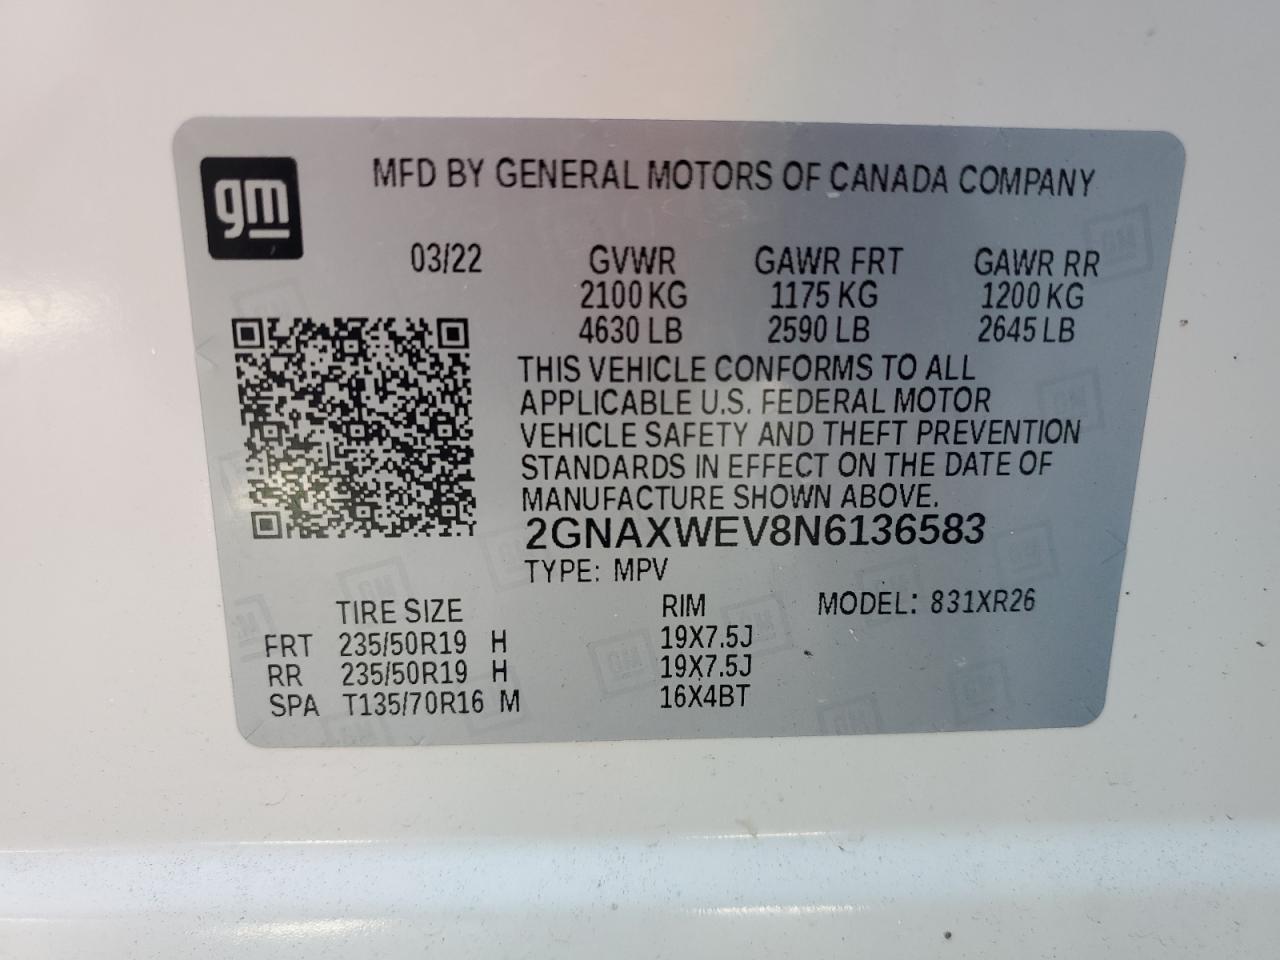 gm
MFD BY GENERAL MOTORS OF CANADA COMPANY
03/22 GVWR GAWR FRT GAWR RR
2100 KG 1175 KG 1200 KG
4630 LB 2590 LB 2645 LB
THIS VEHICLE CONFORMS TO ALL
APPLICABLE U.S. FEDERAL MOTOR
VEHICLE SAFETY AND THEFT PREVENTION
STANDARDS IN EFFECT ON THE DATE OF
MANUFACTURE SHOWN ABOVE.
2GNAXWEV8N6136583
TYPE: MPV
TIRE SIZE RIM MODEL: 831XR26
FRT 235/50R19 H 19X7.5J
RR 235/50R19 H 19X7.5J
SPA T135/70R16 M 16X4BT